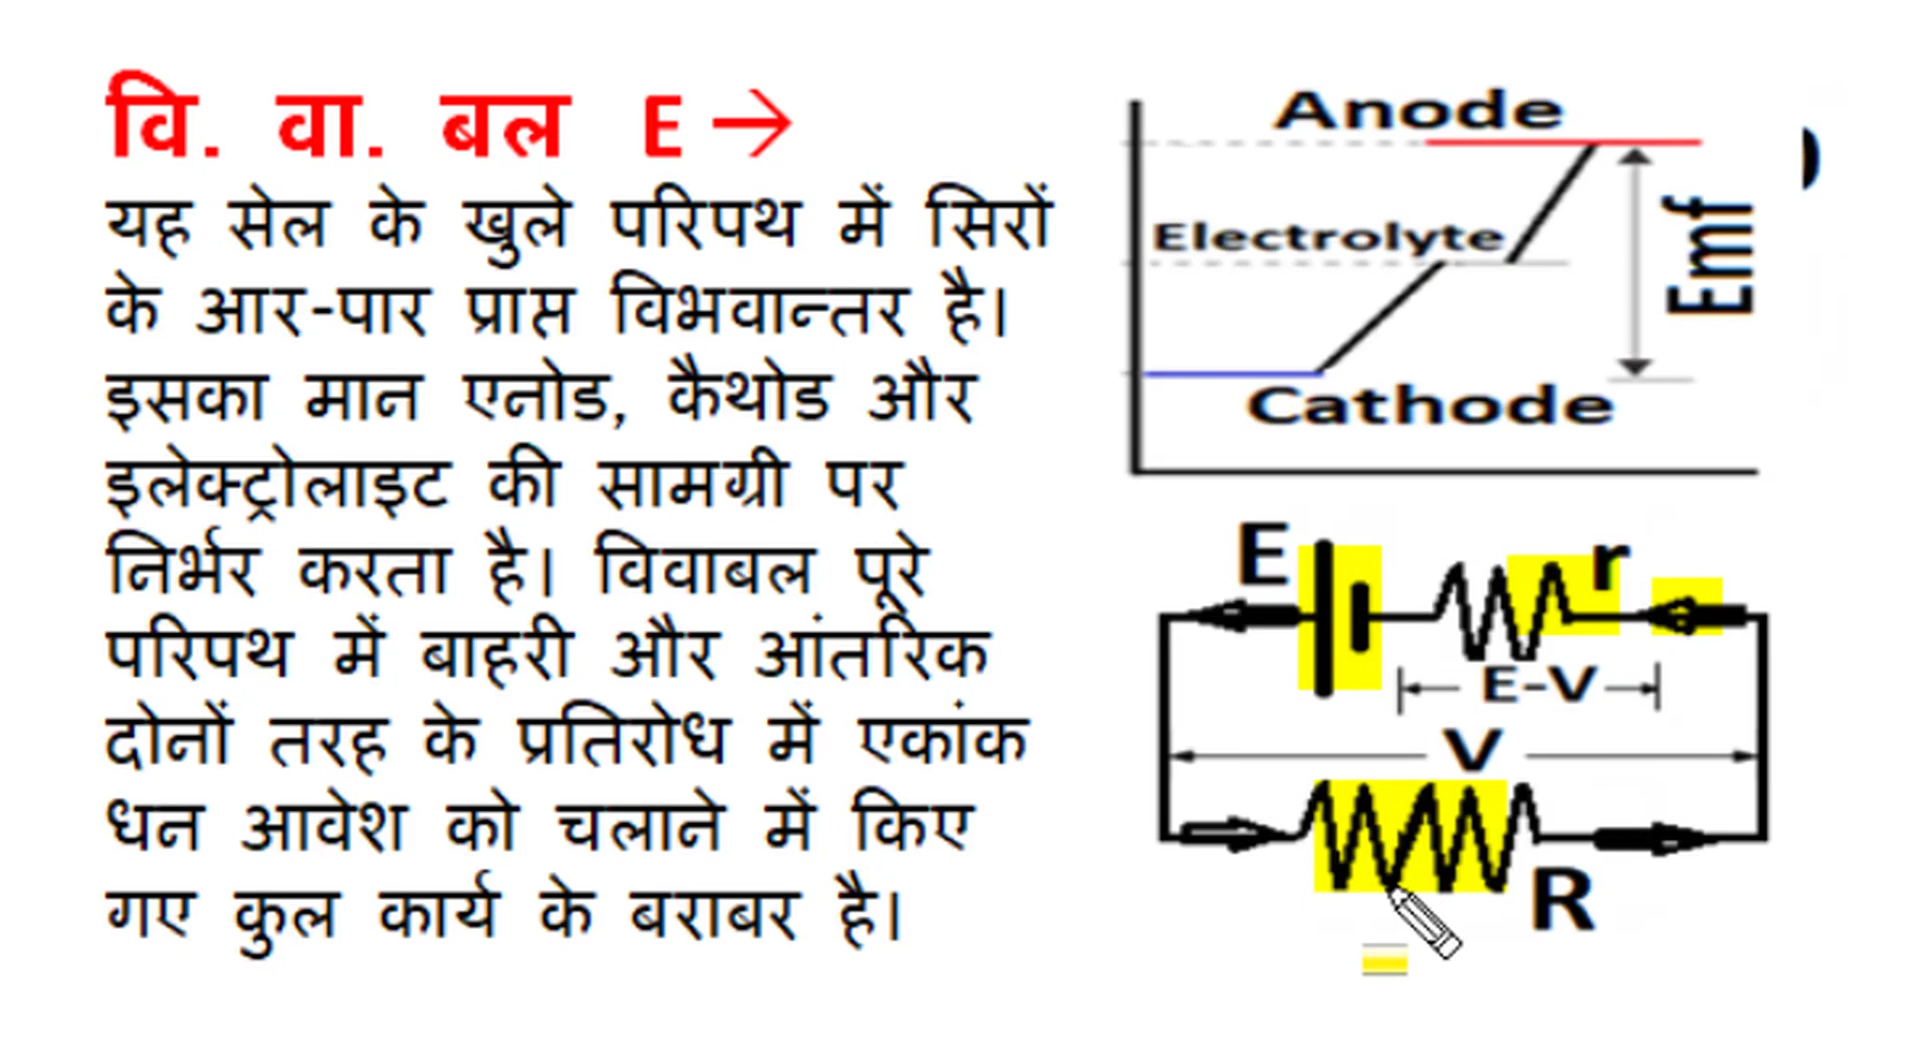 वि. वा. बल E→
यह सेल के खुले परिपथ में सिरों
के आर-पार प्राप्त विभवान्तर है।
इसका मान एनोड, कैथोड और
इलेक्ट्रोलाइट की सामग्री पर
निर्भर करता है। विवाबल पूरे
परिपथ में बाहरी और आंतरिक
दोनों तरह के प्रतिरोध में एकांक
धन आवेश को चलाने में किए
गए कुल कार्य के बराबर है।
Anode
Electrolyte
Emf
Cathode
E r
E-V
V
R